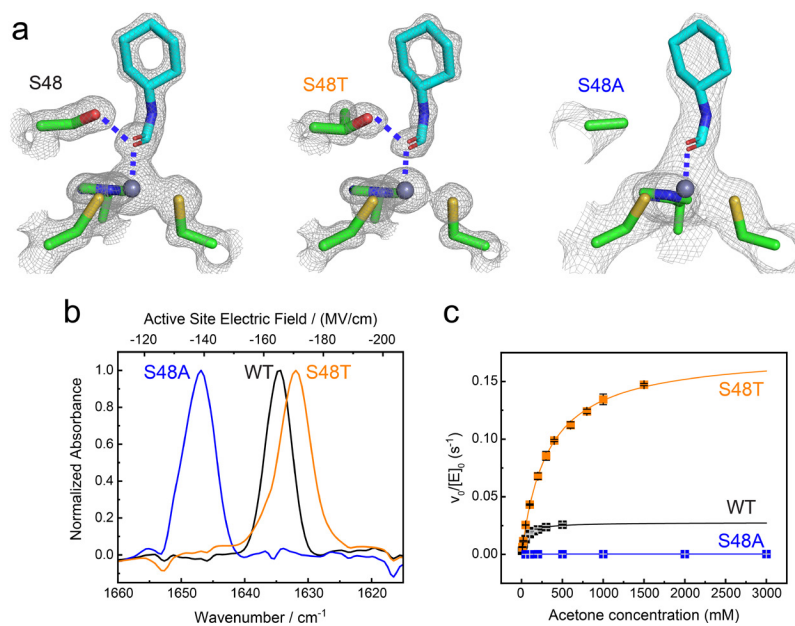 a
S48
S48T
S48A
b
Active Site Electric Field / (MV/cm)
-120 -140 -160 -180 -200
S48A
WT
S48T
Normalized Absorbance
1.0
0.8
0.6
0.4
0.2
0.0
1660 1650 1640 1630 1620
Wavenumber / cm⁻¹
c
v₀/[E]₀ (s⁻¹)
0.15
0.10
0.05
0.00
S48T
WT
S48A
0 500 1000 1500 2000 2500 3000
Acetone concentration (mM)